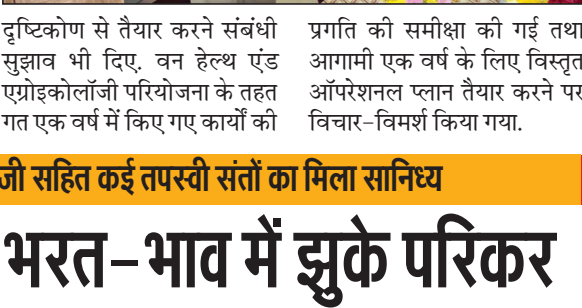 दृष्टिकोण से तैयार करने संबंधी
सुझाव भी दिए. वन हेल्थ एंड
एग्रोइकोलॉजी परियोजना के तहत
गत एक वर्ष में किए गए कार्यों की
प्रगति की समीक्षा की गई तथा
आगामी एक वर्ष के लिए विस्तृत
ऑपरेशनल प्लान तैयार करने पर
विचार-विमर्श किया गया.
जी सहित कई तपस्वी संतों का मिला सानिध्य
भरत-भाव में झुके परिकर